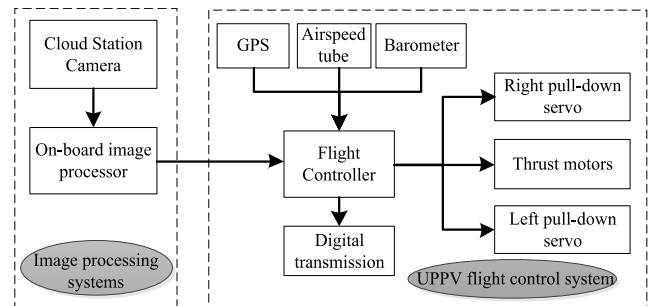 Cloud Station
Camera
On-board image
processor
Image processing
systems
GPS
Airspeed
tube
Barometer
Flight
Controller
Digital
transmission
Right pull-down
servo
Thrust motors
Left pull-down
servo
UPPV flight control system